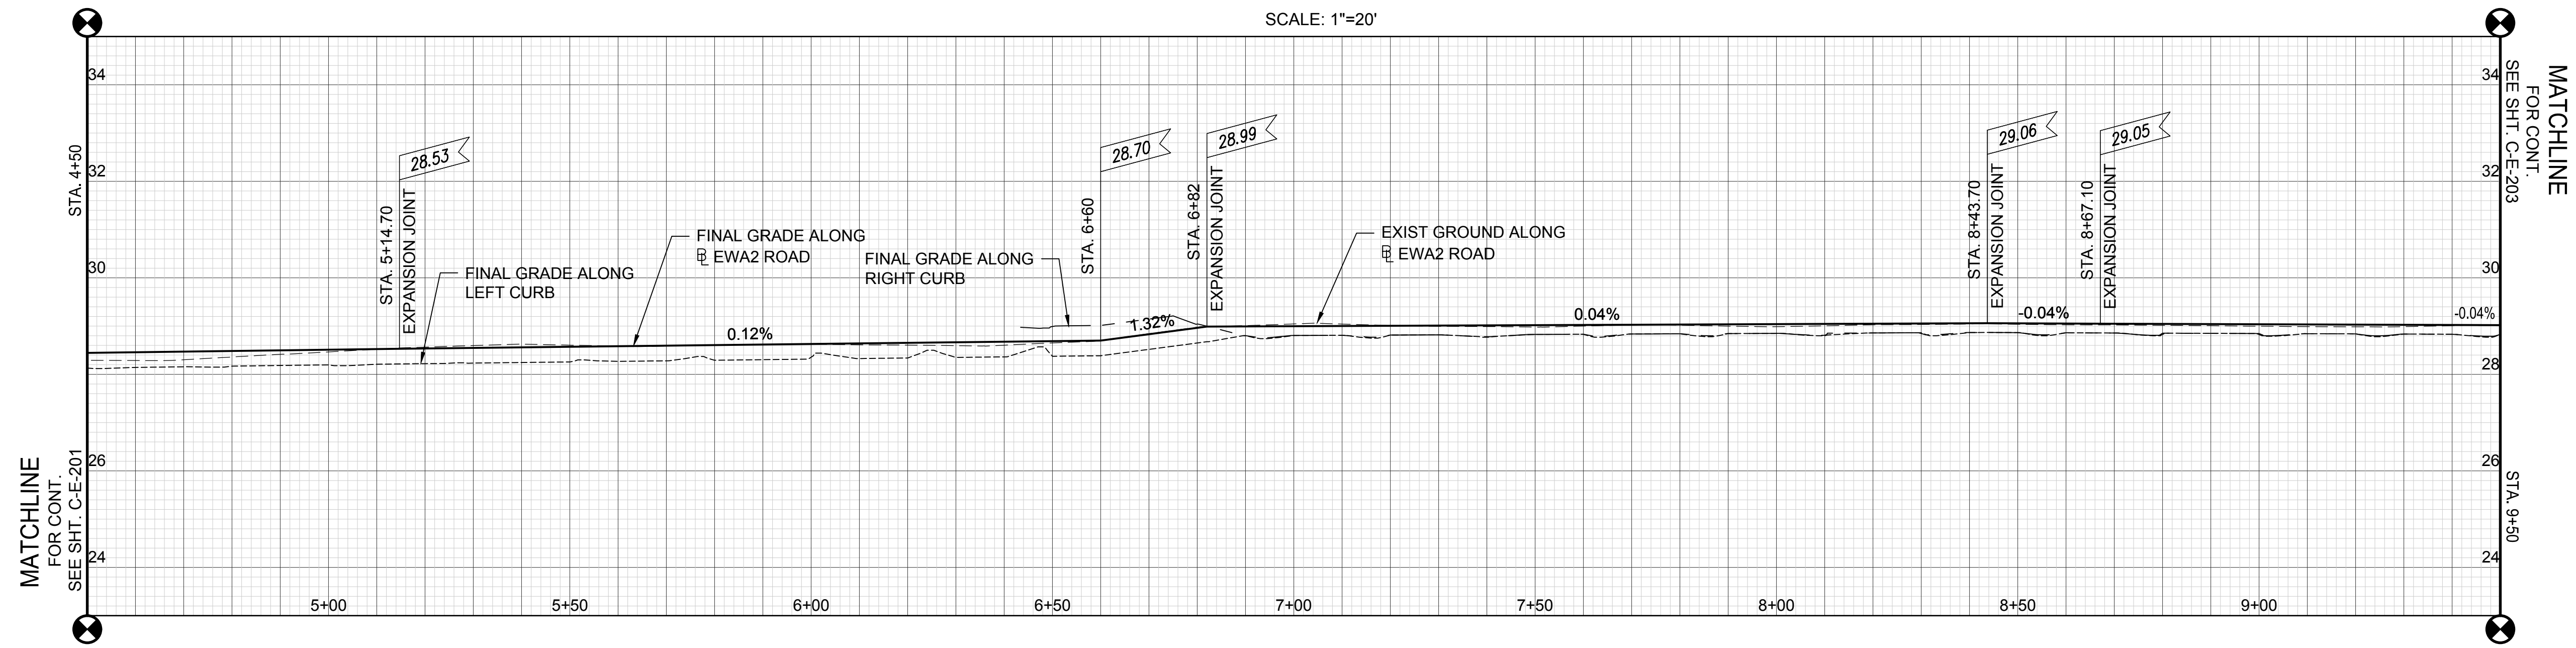 SCALE: 1"=20'
34
32
30
28
26
24
STA. 4+50
MATCHLINE
FOR CONT.
SEE SHT. C-E-201
28.53
STA. 5+14.70
EXPANSION JOINT
FINAL GRADE ALONG
LEFT CURB
FINAL GRADE ALONG
BL EWA2 ROAD
0.12%
FINAL GRADE ALONG
RIGHT CURB
28.70
STA. 6+60
1.32%
28.99
STA. 6+82
EXPANSION JOINT
EXIST GROUND ALONG
BL EWA2 ROAD
0.04%
29.06
STA. 8+43.70
EXPANSION JOINT
-0.04%
29.05
STA. 8+67.10
EXPANSION JOINT
-0.04%
34
32
30
28
26
24
MATCHLINE
FOR CONT.
SEE SHT. C-E-203
STA. 9+50
5+00
5+50
6+00
6+50
7+00
7+50
8+00
8+50
9+00